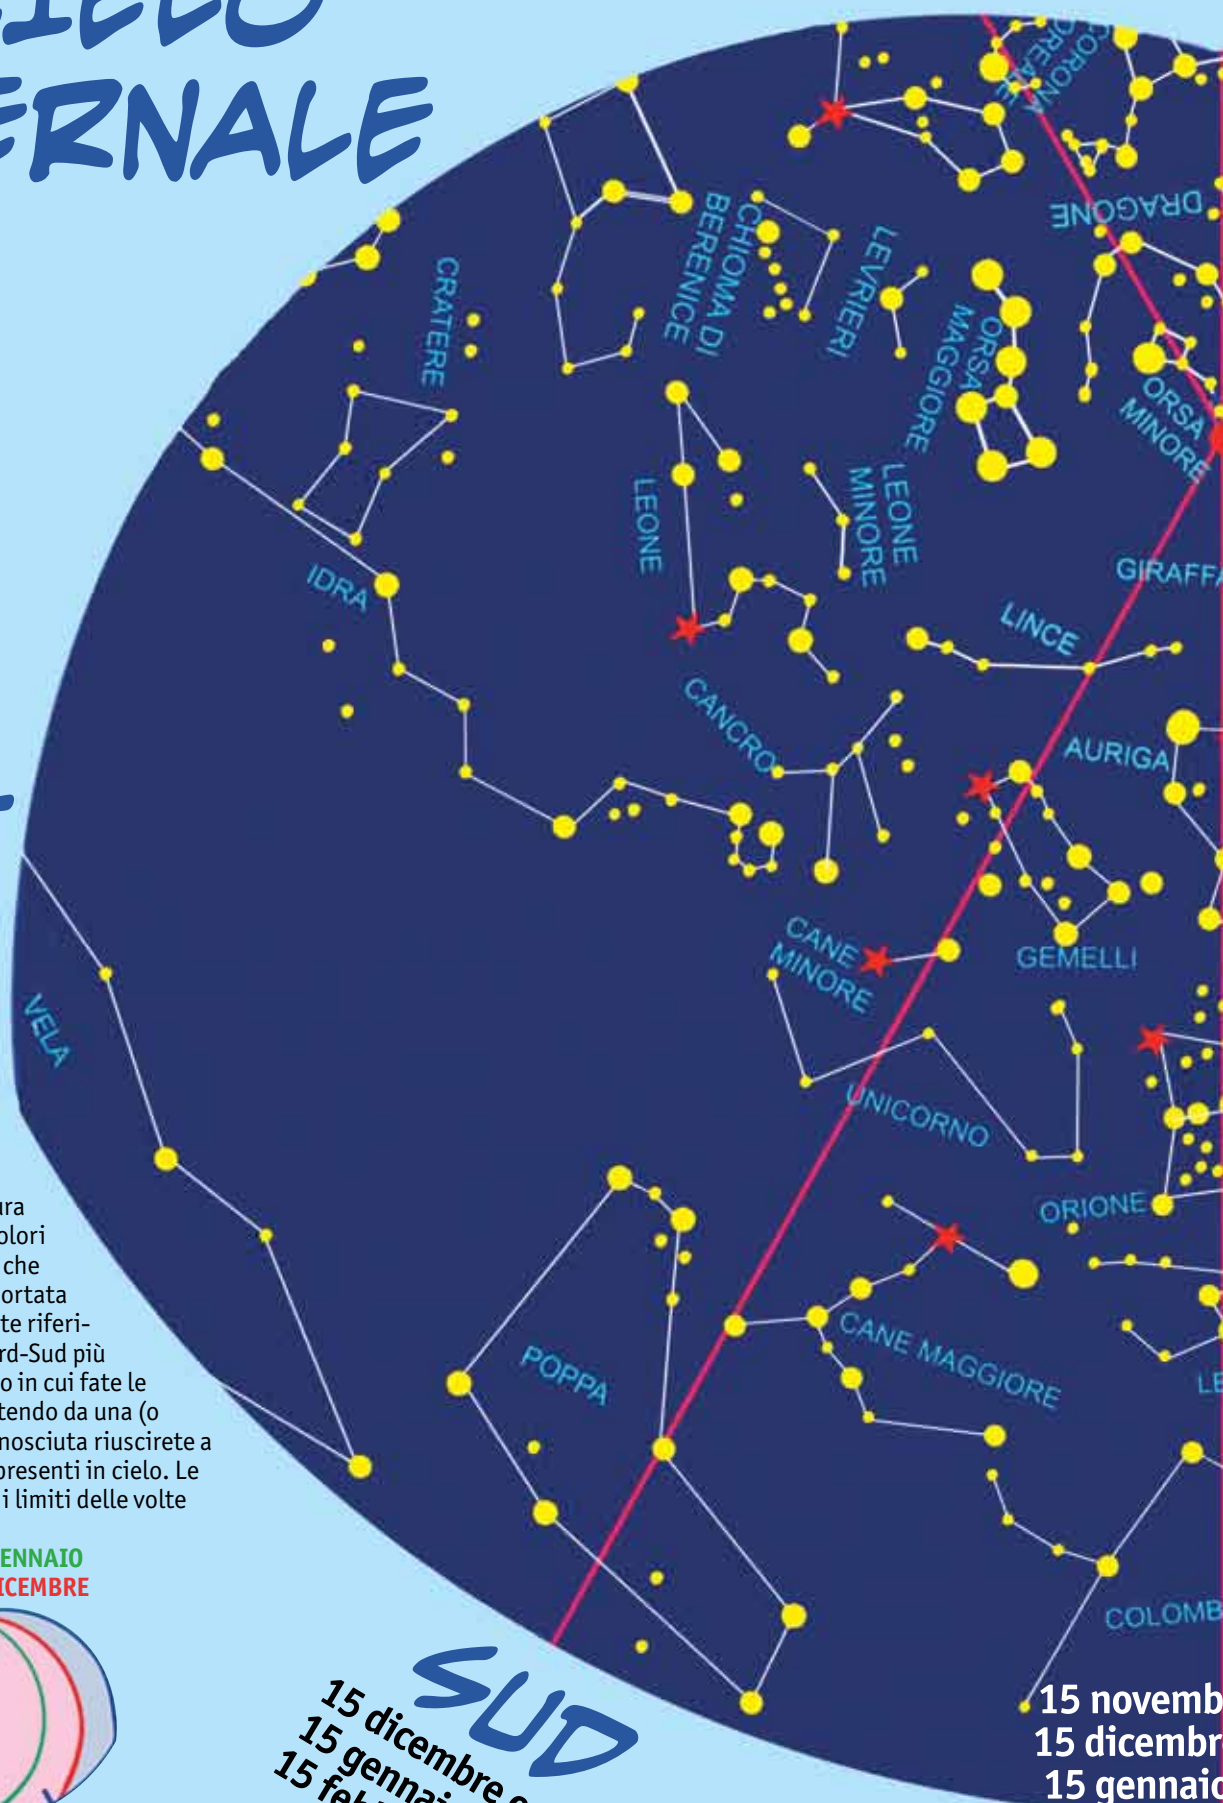 ERNALE
CORONA
BOREALE
DRAGONE
CHIOMA DI
BERENICE
LEVRIERI
CRATERE
ORSA
MAGGIORE
ORSA
MINORE
LEONE
LEONE
MINORE
IDRA
GIRAFFA
LINCE
CANCRO
AURIGA
CANE
MINORE
GEMELLI
VELA
UNICORNO
ORIONE
POPPA
CANE MAGGIORE
LE
COLOMB
ura
olori
che
ortata
te riferi-
rd-Sud più
o in cui fate le
tendo da una (o
nosciuta riuscirete a
presenti in cielo. Le
i limiti delle volte
ENNAIO
ICEMBRE
SUD
15 dicembre o
15 gennai
15 feb
15 novemb
15 dicembr
15 gennaio